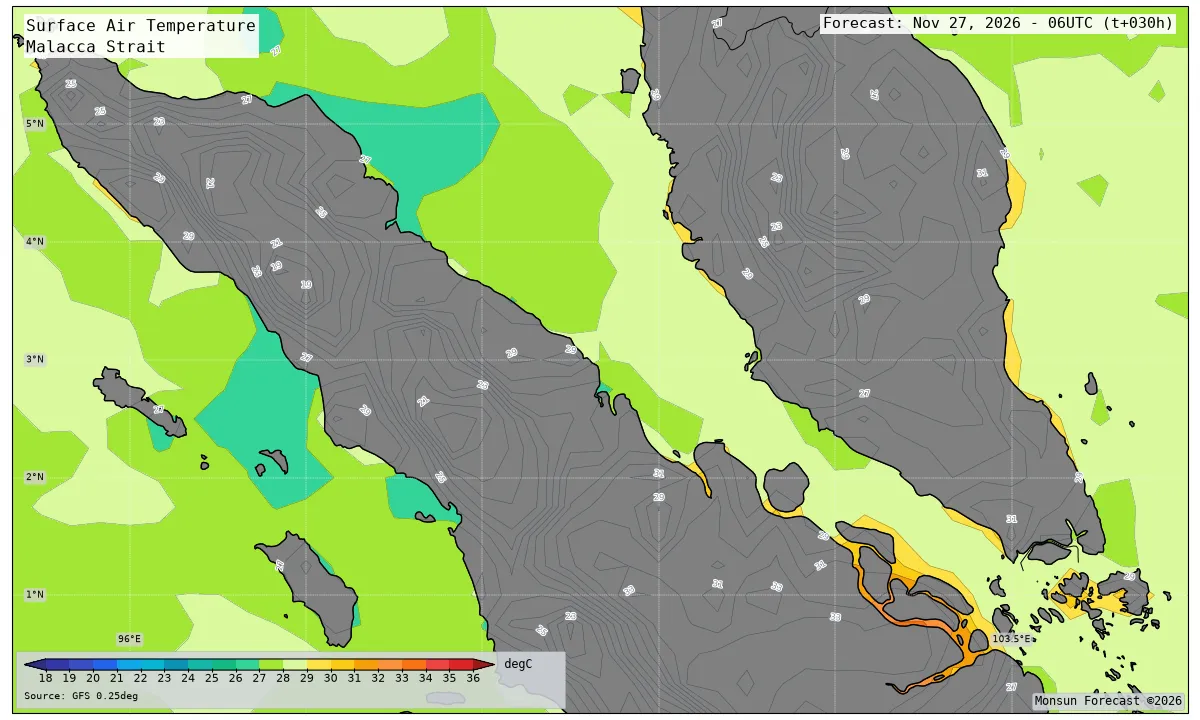 Surface Air Temperature
Malacca Strait
Forecast: Nov 27, 2026 - 06UTC (t+030h)
5°N
4°N
3°N
2°N
1°N
96°E
103.5°E
degC
18 19 20 21 22 23 24 25 26 27 28 29 30 31 32 33 34 35 36
Source: GFS 0.25deg
Monsun Forecast ©2026